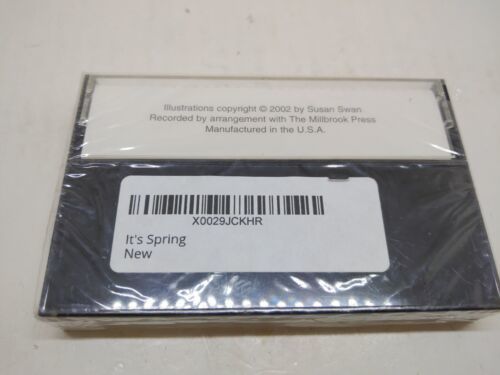 Illustrations copyright © 2002 by Susan Swan
Recorded by arrangement with The Millbrook Press
Manufactured in the U.S.A.
X0029JCKHR
It's Spring
New